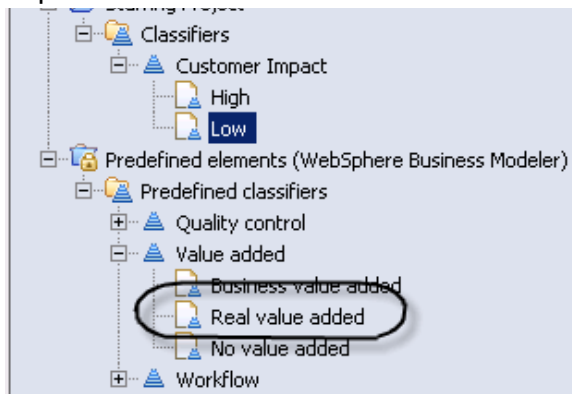 Classifiers
Customer Impact
High
Low
Predefined elements (WebSphere Business Modeler)
Predefined classifiers
Quality control
Value added
Business value added
Real value added
No value added
Workflow